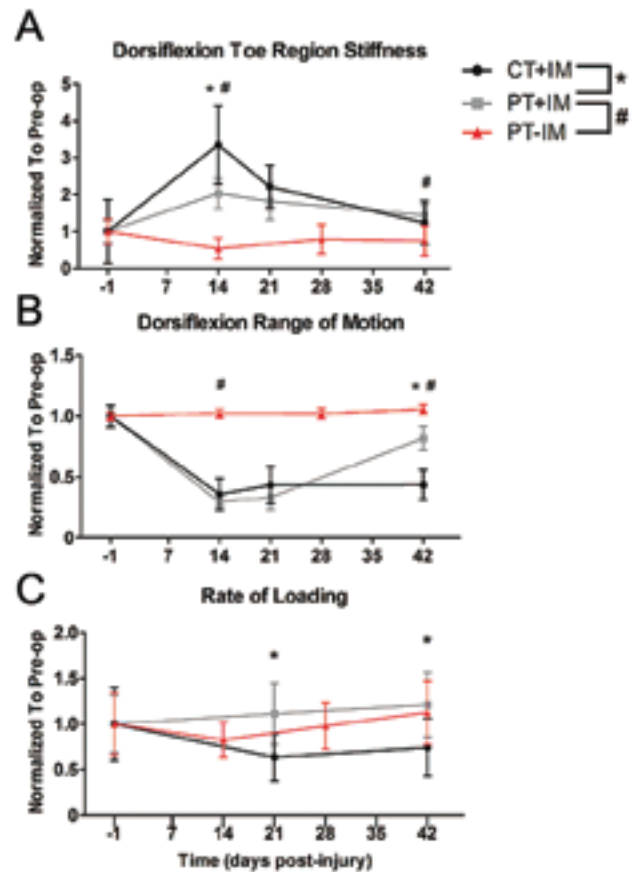 A
Dorsiflexion Toe Region Stiffness
Normalized To Pre-op
5
4
3
2
1
0
* #
#
-1 7 14 21 28 35 42
CT+IM
PT+IM
PT-IM
*
#
B
Dorsiflexion Range of Motion
Normalized To Pre-op
1.5
1.0
0.5
0
#
* #
-1 7 14 21 28 35 42
C
Rate of Loading
Normalized To Pre-op
2.0
1.5
1.0
0.5
0
*
*
-1 7 14 21 28 35 42
Time (days post-injury)